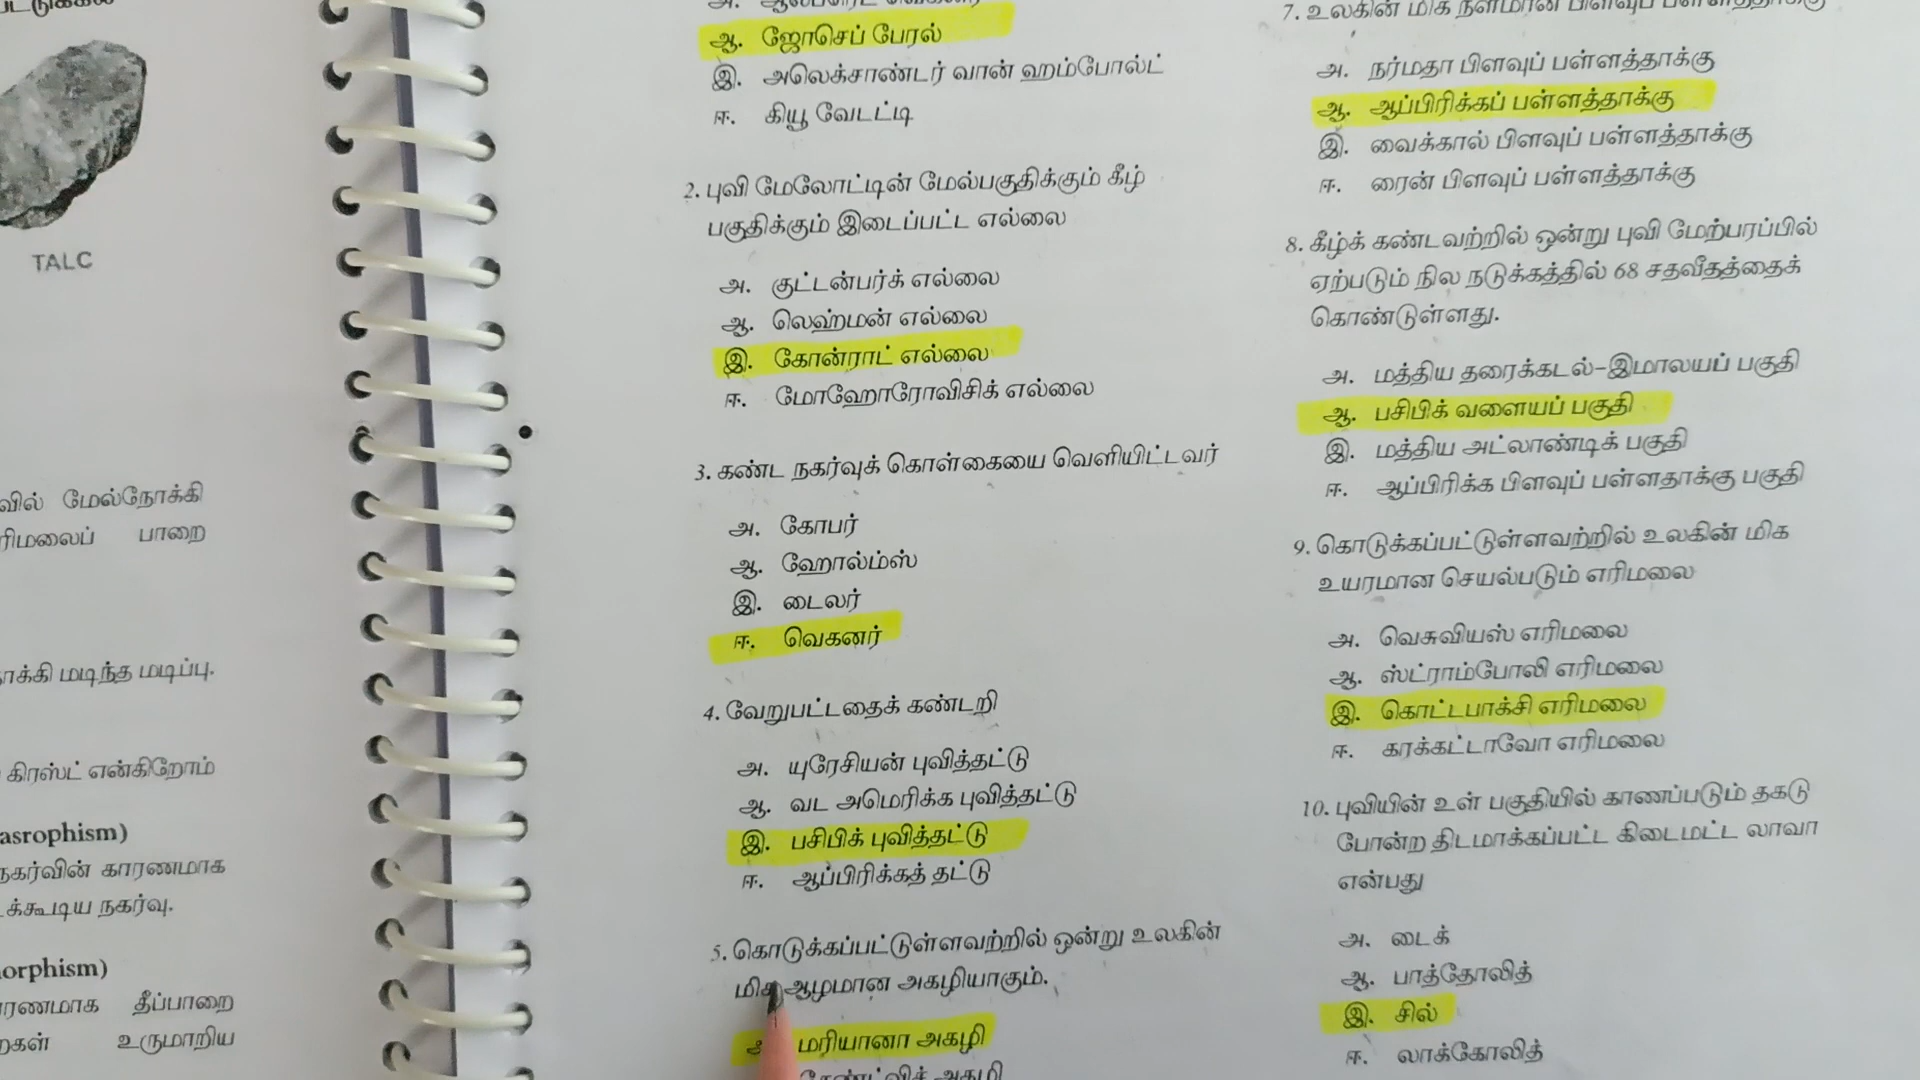 TALC
வில் மேல்நோக்கி
ரிமலைப் பாறை
நாக்கி மடிந்த மடிப்பு.
கிரஸ்ட் என்கிறோம்
asrophism)
நகர்வின் காரணமாக
டக்கூடிய நகர்வு.
orphism)
ரணமாக தீப்பாறை
றைகள் உருமாறிய
ஆ. ஜோசெப் பேரல்
இ. அலெக்சாண்டர் வான் ஹம்போல்ட்
ஈ. கியூ வேடட்டி
2. புவி மேலோட்டின் மேல்பகுதிக்கும் கீழ்
பகுதிக்கும் இடைப்பட்ட எல்லை
அ. குட்டன்பர்க் எல்லை
ஆ. லெஹ்மன் எல்லை
இ. கோன்ராட் எல்லை
ஈ. மோஹோரோவிசிக் எல்லை
3. கண்ட நகர்வுக் கொள்கையை வெளியிட்டவர்
அ. கோபர்
ஆ. ஹோல்ம்ஸ்
இ. டைலர்
ஈ. வெகனர்
4. வேறுபட்டதைக் கண்டறி
அ. யுரேசியன் புவித்தட்டு
ஆ. வட அமெரிக்க புவித்தட்டு
இ. பசிபிக் புவித்தட்டு
ஈ. ஆப்பிரிக்கத் தட்டு
5. கொடுக்கப்பட்டுள்ளவற்றில் ஒன்று உலகின்
மிக ஆழமான அகழியாகும்.
மரியானா அகழி
7. உலகின் மிக நீளமான பிளவுப் பள்ளத்தாக்கு
அ. நர்மதா பிளவுப் பள்ளத்தாக்கு
ஆ. ஆப்பிரிக்கப் பள்ளத்தாக்கு
இ. வைக்கால் பிளவுப் பள்ளத்தாக்கு
ஈ. ரைன் பிளவுப் பள்ளத்தாக்கு
8. கீழ்க் கண்டவற்றில் ஒன்று புவி மேற்பரப்பில்
ஏற்படும் நில நடுக்கத்தில் 68 சதவீதத்தைக்
கொண்டுள்ளது.
அ. மத்திய தரைக்கடல்-இமாலயப் பகுதி
ஆ. பசிபிக் வளையப் பகுதி
இ. மத்திய அட்லாண்டிக் பகுதி
ஈ. ஆப்பிரிக்க பிளவுப் பள்ளதாக்கு பகுதி
9. கொடுக்கப்பட்டுள்ளவற்றில் உலகின் மிக
உயரமான செயல்படும் எரிமலை
அ. வெசுவியஸ் எரிமலை
ஆ. ஸ்ட்ராம்போலி எரிமலை
இ. கொட்டபாக்சி எரிமலை
ஈ. கரக்கட்டாவோ எரிமலை
10. புவியின் உள் பகுதியில் காணப்படும் தகடு
போன்ற திடமாக்கப்பட்ட கிடைமட்ட லாவா
என்பது
அ. டைக்
ஆ. பாத்தோலித்
இ. சில்
ஈ. லாக்கோலித்